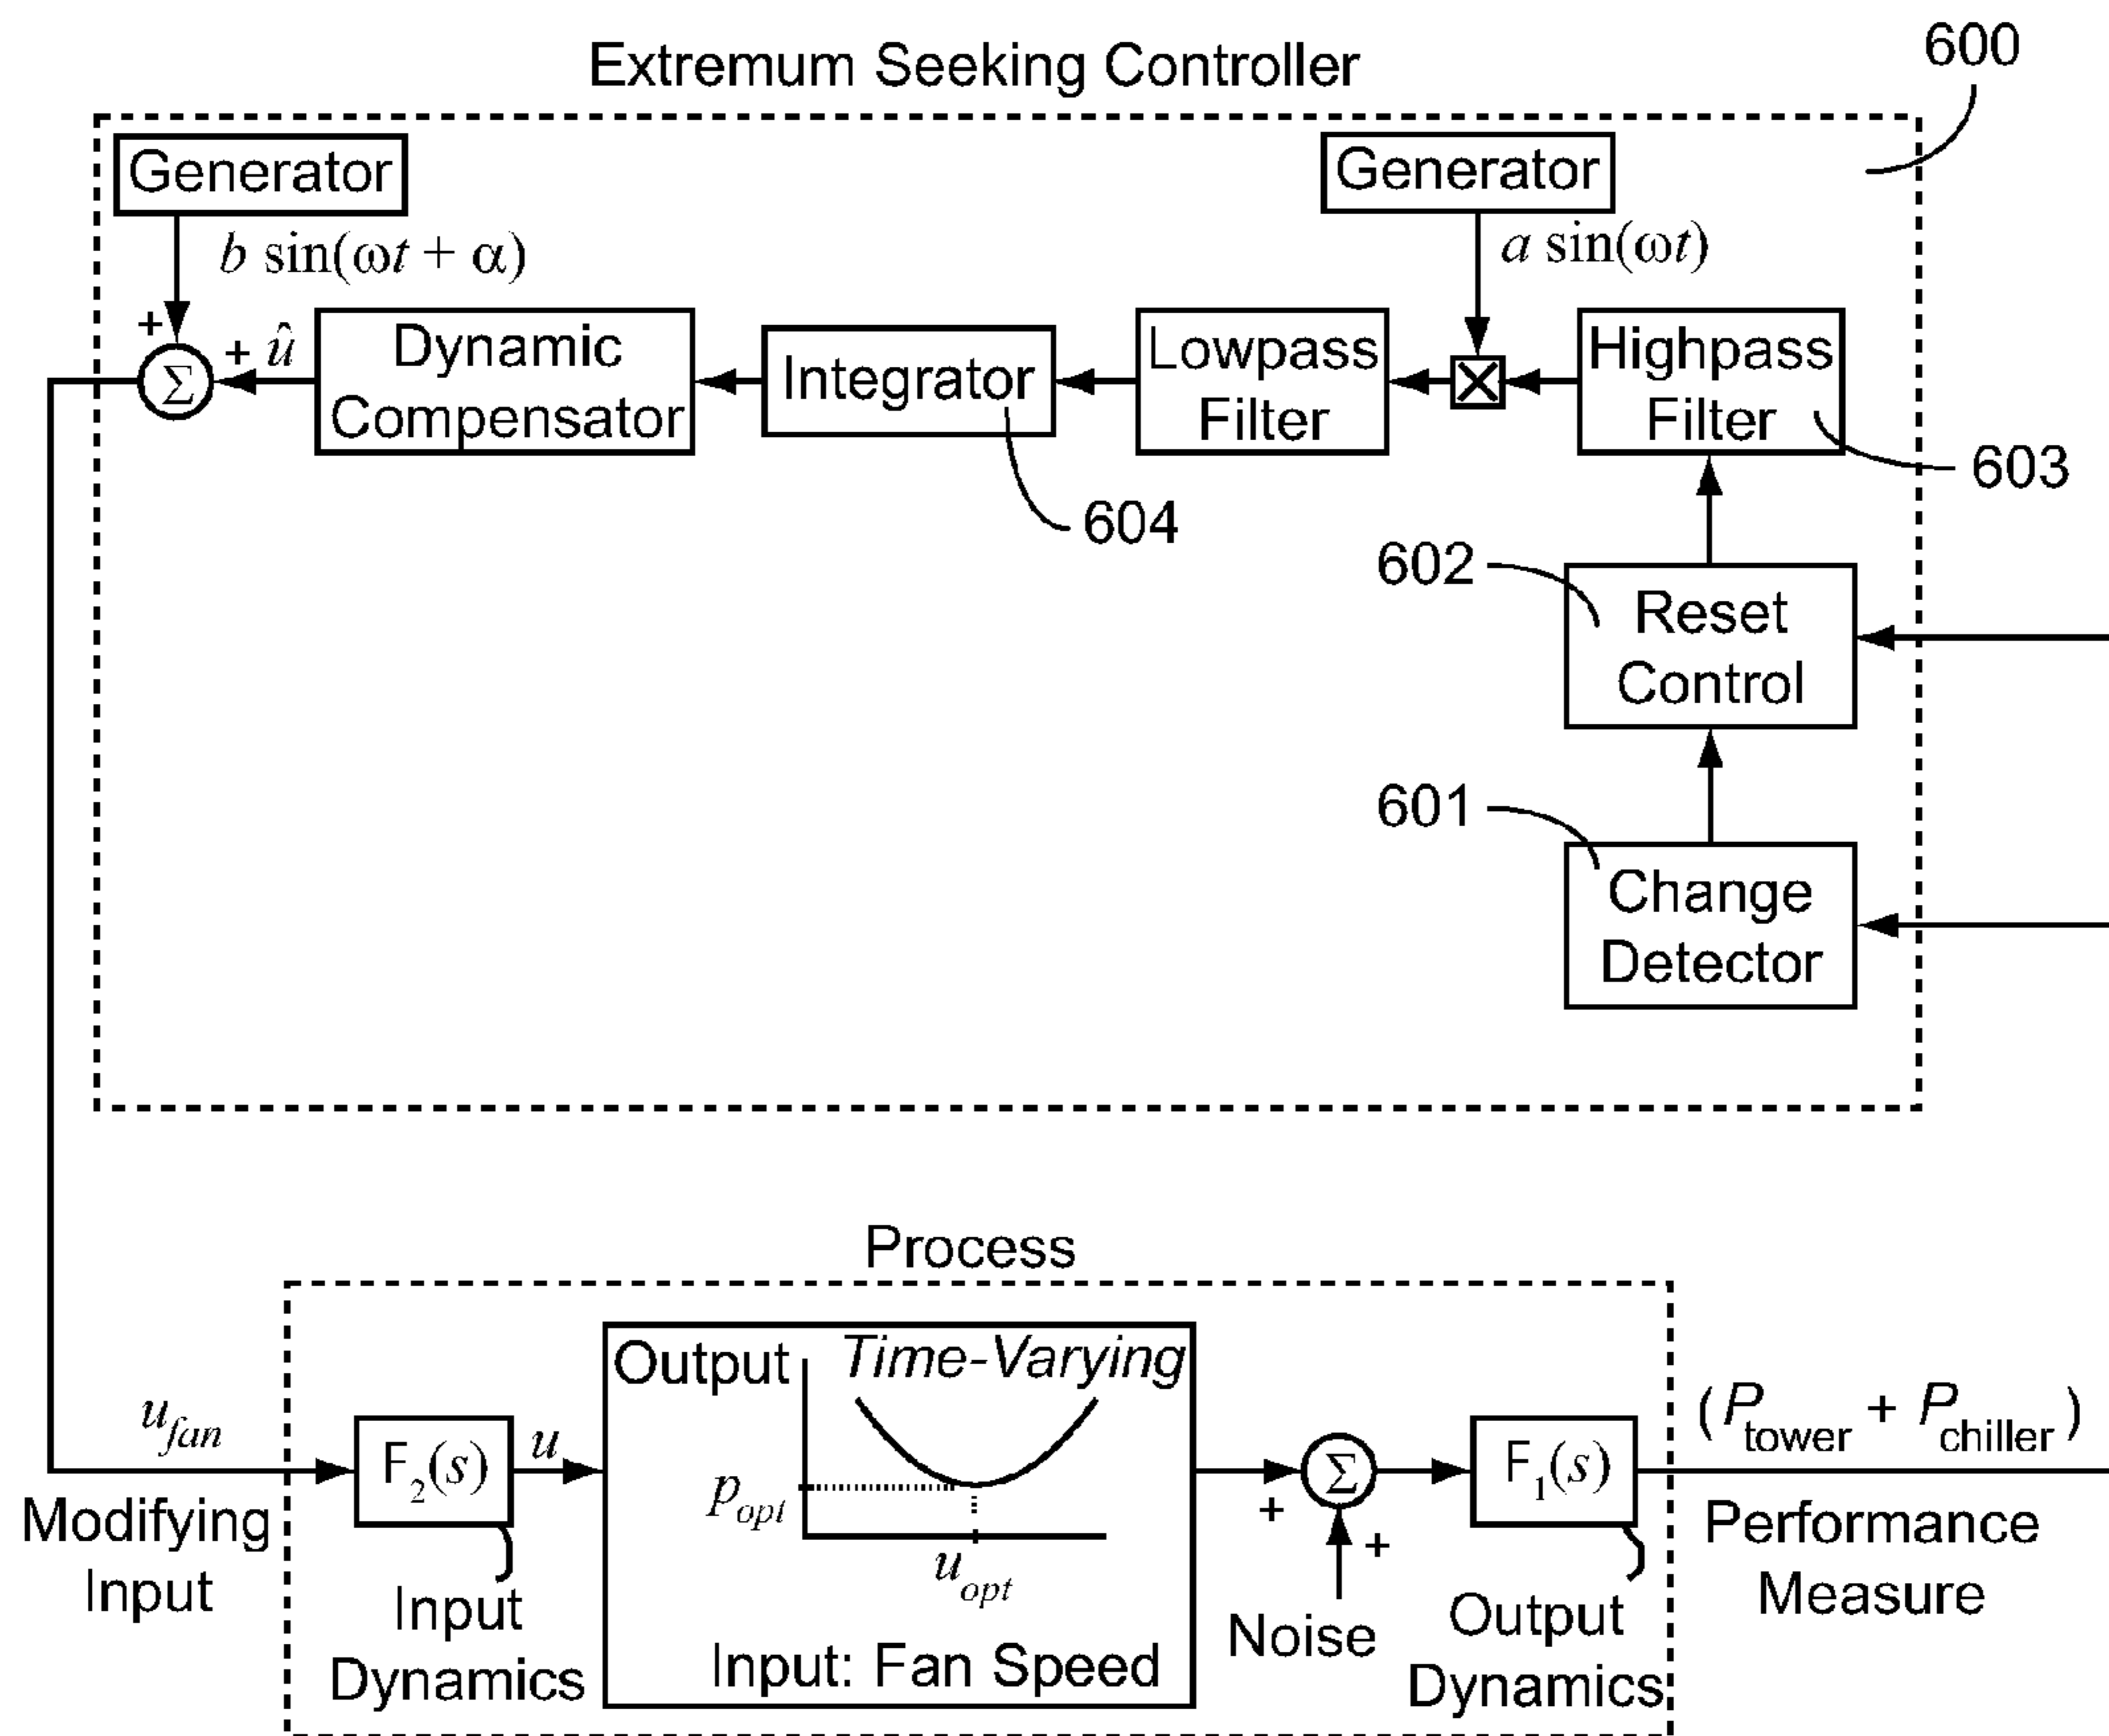 Extremum Seeking Controller
600
Generator
Generator
b sin(ωt + α)
a sin(ωt)
+
+ û
Σ
Dynamic
Compensator
Integrator
Lowpass
Filter
Highpass
Filter
603
604
602
Reset
Control
601
Change
Detector
Process
Output
Time-Varying
u_fan
F₂(s)
u
p_opt
u_opt
Σ
+
+
F₁(s)
(P_tower + P_chiller)
Modifying
Input
Input
Dynamics
Input: Fan Speed
Noise
Output
Dynamics
Performance
Measure